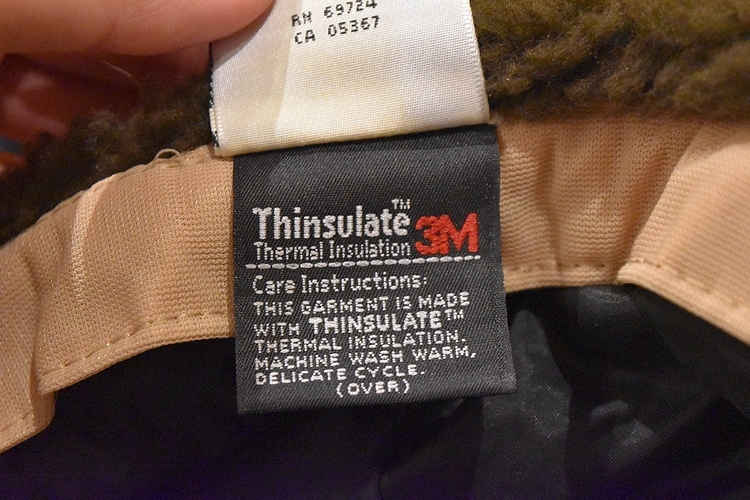 RN 69724
CA 05367
Thinsulate™ 3M
Thermal Insulation
Care Instructions:
THIS GARMENT IS MADE
WITH THINSULATE™
THERMAL INSULATION.
MACHINE WASH WARM,
DELICATE CYCLE.
(OVER)